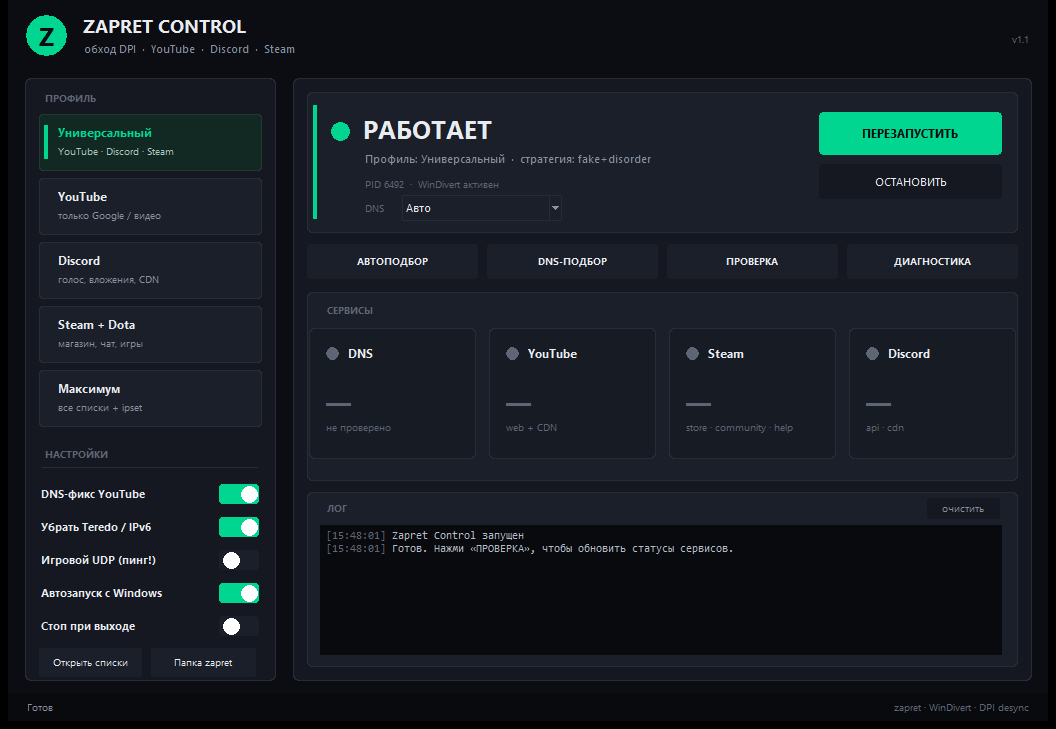 Z
ZAPRET CONTROL
обход DPI · YouTube · Discord · Steam
v1.1
ПРОФИЛЬ
Универсальный
YouTube · Discord · Steam
YouTube
только Google / видео
Discord
голос, вложения, CDN
Steam + Dota
магазин, чат, игры
Максимум
все списки + ipset
НАСТРОЙКИ
DNS-фикс YouTube
Убрать Teredo / IPv6
Игровой UDP (пинг!)
Автозапуск с Windows
Стоп при выходе
Открыть списки
Папка zapret
РАБОТАЕТ
Профиль: Универсальный · стратегия: fake+disorder
PID 6492 · WinDivert активен
DNS
Авто
ПЕРЕЗАПУСТИТЬ
ОСТАНОВИТЬ
АВТОПОДБОР
DNS-ПОДБОР
ПРОВЕРКА
ДИАГНОСТИКА
СЕРВИСЫ
DNS
—
не проверено
YouTube
—
web + CDN
Steam
—
store · community · help
Discord
—
api · cdn
ЛОГ
ОЧИСТИТЬ
[15:48:01] Zapret Control запущен
[15:48:01] Готов. Нажми «ПРОВЕРКА», чтобы обновить статусы сервисов.
Готов
zapret · WinDivert · DPI desync